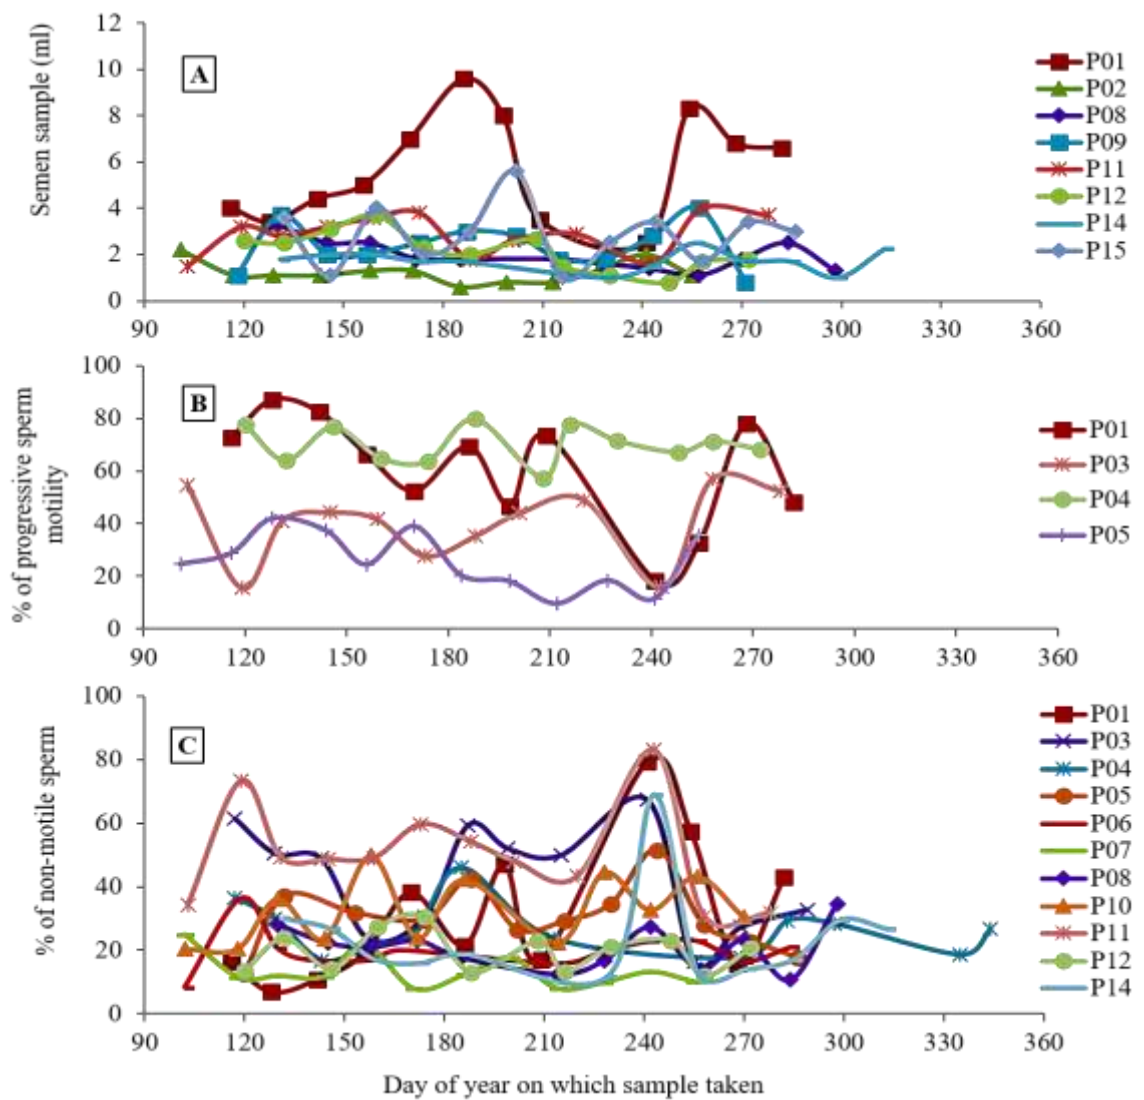 Semen sample (ml)
12
10
8
6
4
2
0
A
P01
P02
P08
P09
P11
P12
P14
P15
90 120 150 180 210 240 270 300 330 360
% of progressive sperm
motility
100
80
60
40
20
0
B
P01
P03
P04
P05
90 120 150 180 210 240 270 300 330 360
% of non-motile sperm
100
80
60
40
20
0
C
P01
P03
P04
P05
P06
P07
P08
P10
P11
P12
P14
90 120 150 180 210 240 270 300 330 360
Day of year on which sample taken